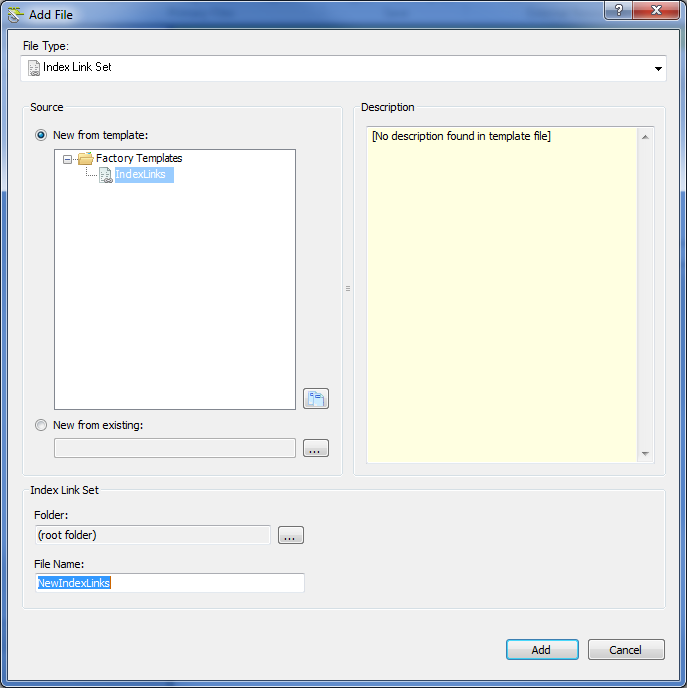 Add File
File Type:
Index Link Set
Source
New from template:
Factory Templates
IndexLinks
New from existing:
...
Description
[No description found in template file]
Index Link Set
Folder:
(root folder)
...
File Name:
NewIndexLinks
Add
Cancel